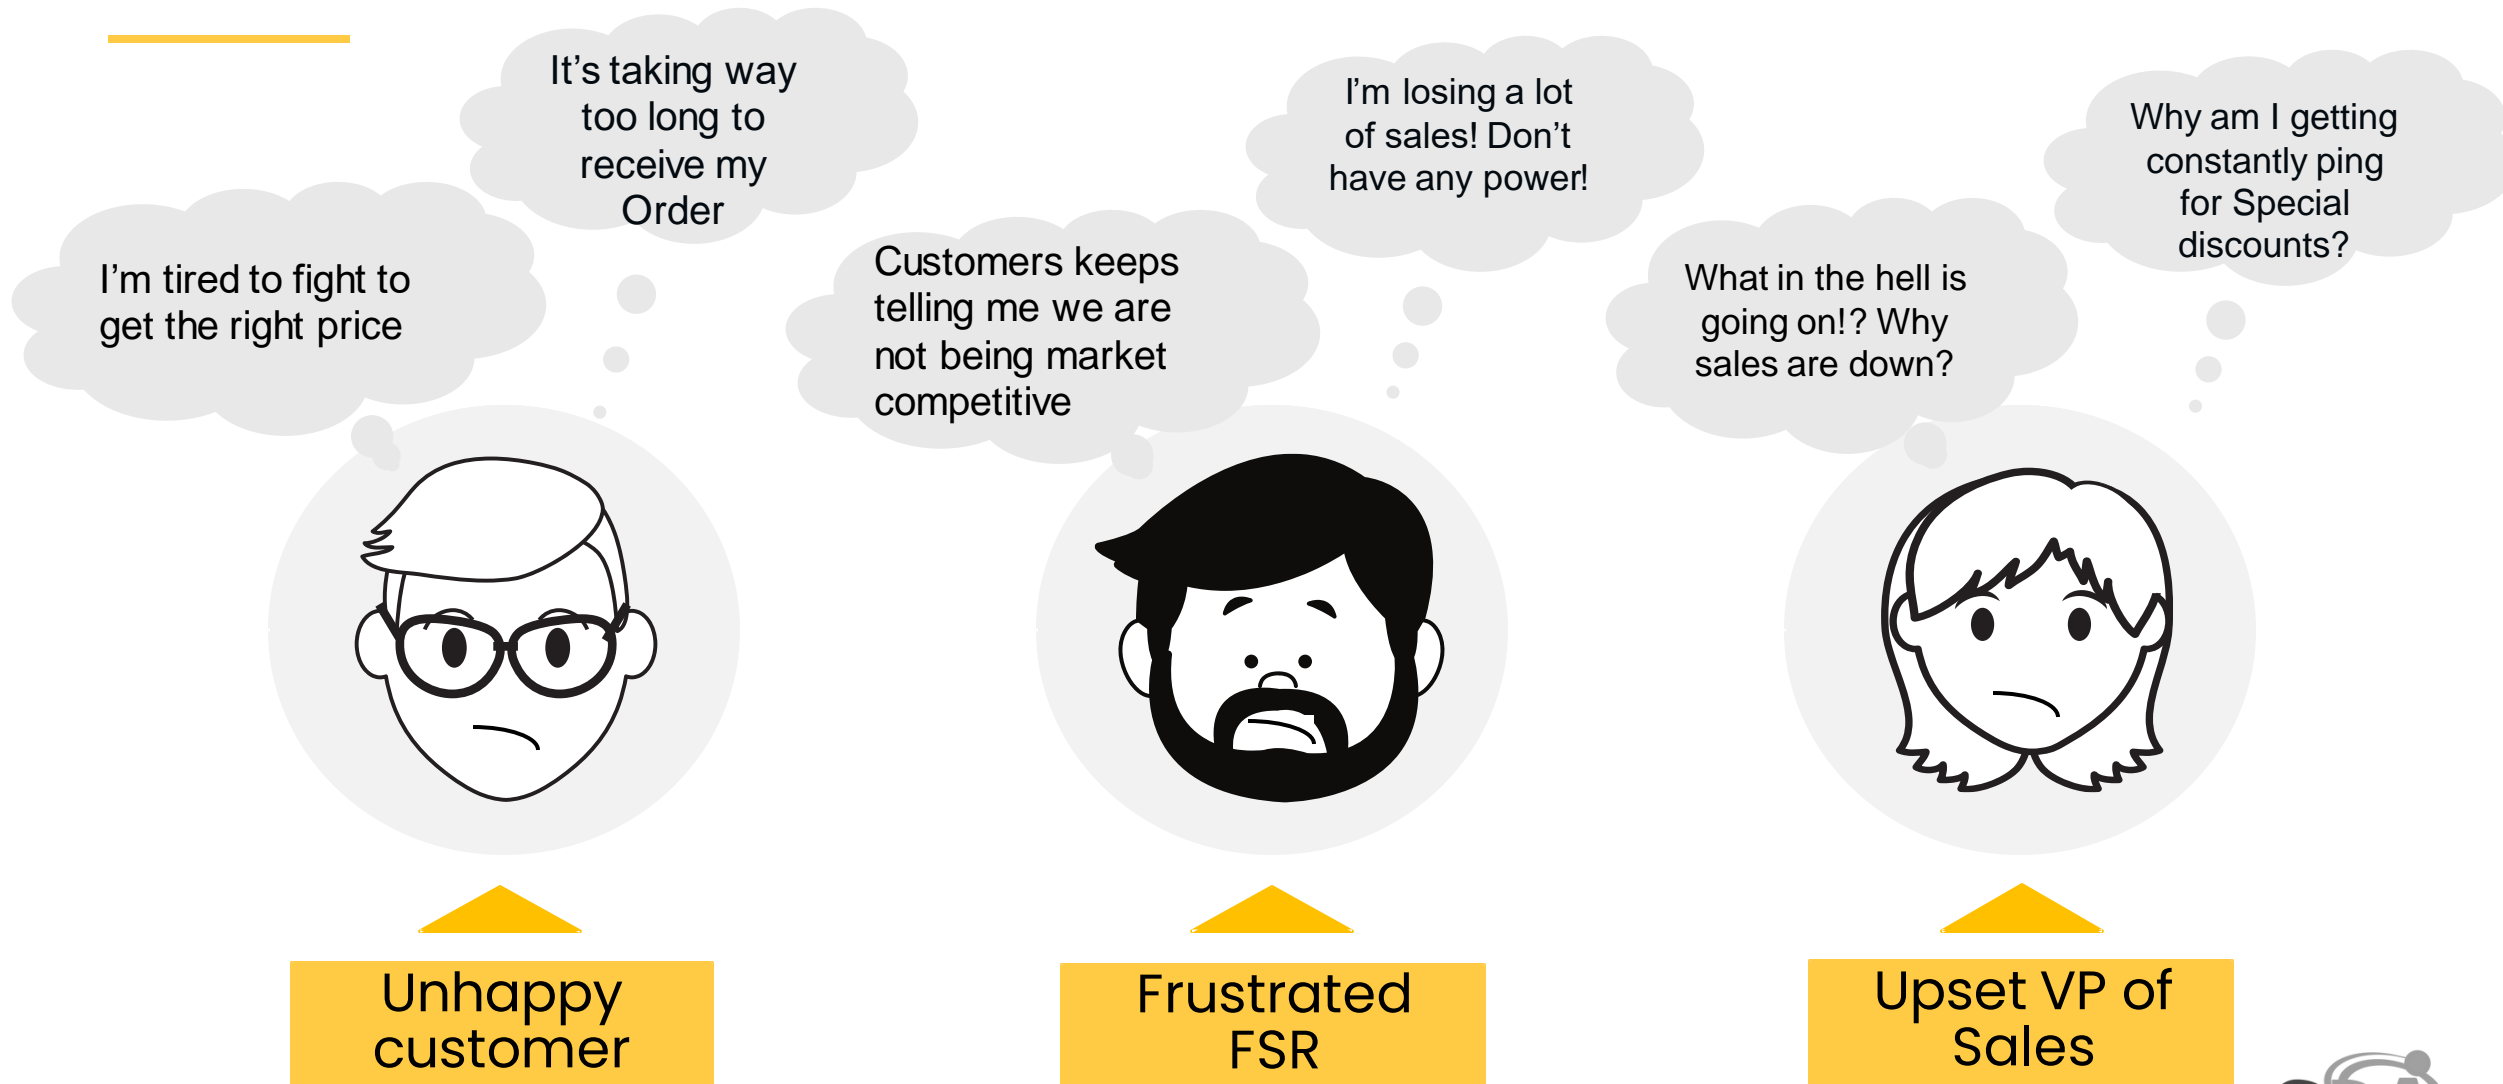 I'm tired to fight to
get the right price
It's taking way
too long to
receive my
Order
Customers keeps
telling me we are
not being market
competitive
I'm losing a lot
of sales! Don't
have any power!
What in the hell is
going on!? Why
sales are down?
Why am I getting
constantly ping
for Special
discounts?
Unhappy
customer
Frustrated
FSR
Upset VP of
Sales